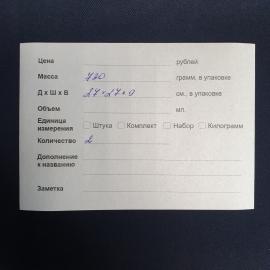 Цена рублей
Масса 720 грамм. в упаковке
Д х Ш х В 27*27*9 см. в упаковке
Объем мл.
Единица
измерения Штука Комплект Набор Килограмм
Количество 2
Дополнение
к названию
Заметка